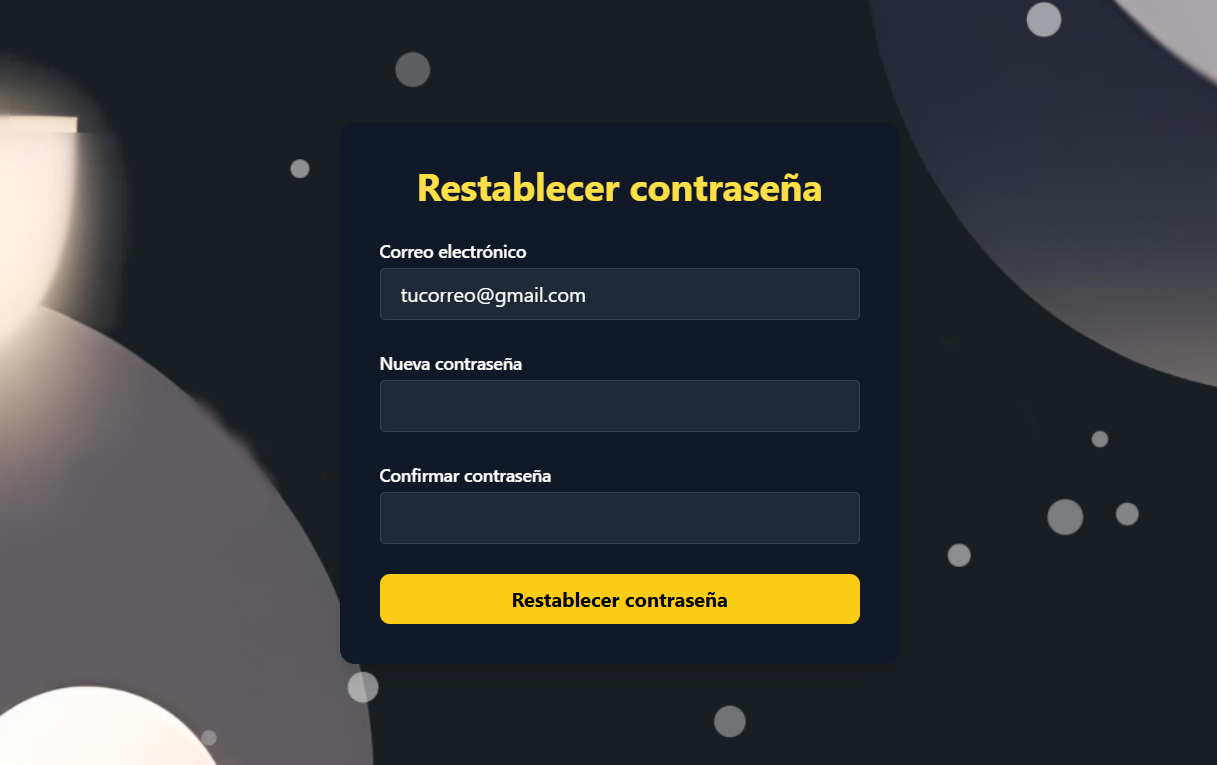 Restablecer contraseña
Correo electrónico
tucorreo@gmail.com
Nueva contraseña
Confirmar contraseña
Restablecer contraseña